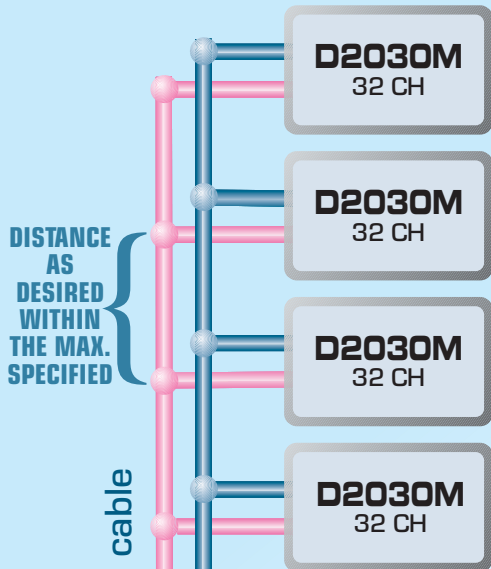 D2030M
32 CH
D2030M
32 CH
DISTANCE
AS
DESIRED
WITHIN
THE MAX.
SPECIFIED
D2030M
32 CH
D2030M
32 CH
cable